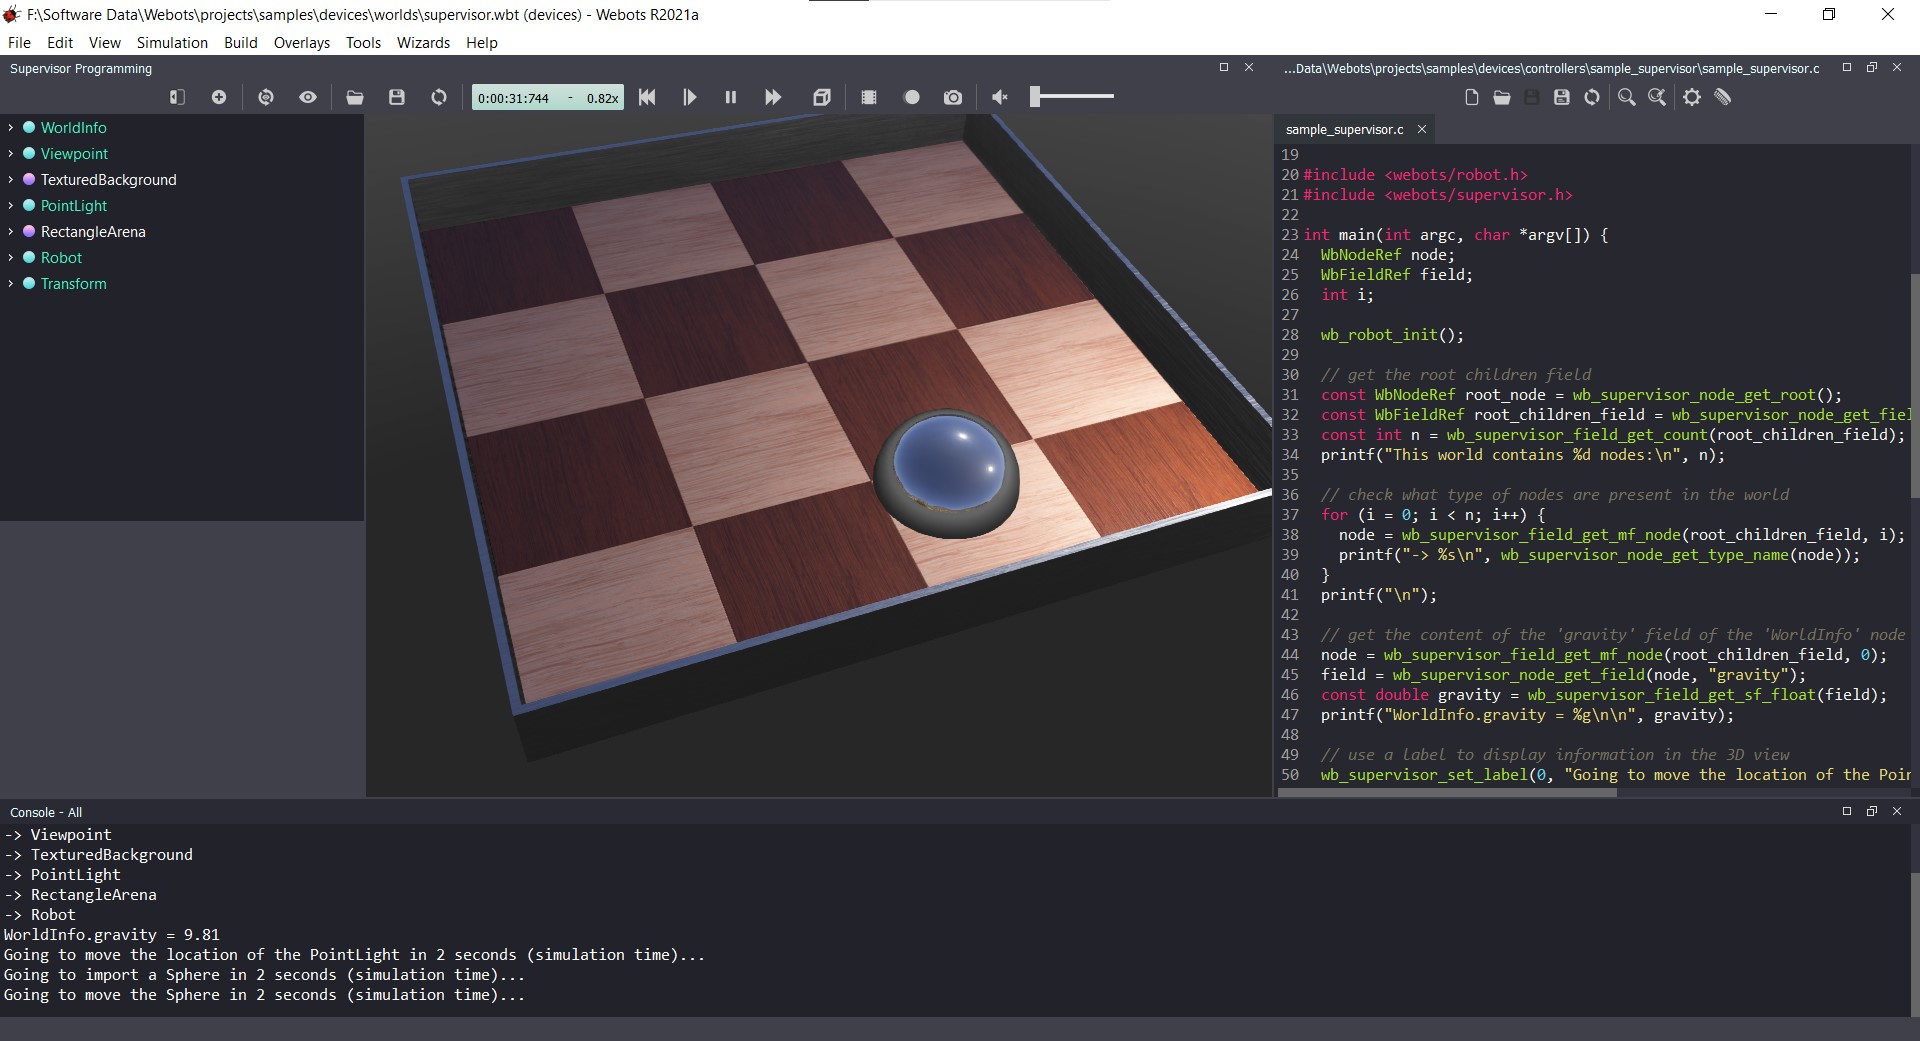 F:\Software Data\Webots\projects\samples\devices\worlds\supervisor.wbt (devices) - Webots R2021a
File Edit View Simulation Build Overlays Tools Wizards Help
Supervisor Programming
0:00:31:744 - 0.82x
WorldInfo
Viewpoint
TexturedBackground
PointLight
RectangleArena
Robot
Transform
...Data\Webots\projects\samples\devices\controllers\sample_supervisor\sample_supervisor.c
sample_supervisor.c
19
20 #include <webots/robot.h>
21 #include <webots/supervisor.h>
22
23 int main(int argc, char *argv[]) {
24   WbNodeRef node;
25   WbFieldRef field;
26   int i;
27
28   wb_robot_init();
29
30   // get the root children field
31   const WbNodeRef root_node = wb_supervisor_node_get_root();
32   const WbFieldRef root_children_field = wb_supervisor_node_get_fiel
33   const int n = wb_supervisor_field_get_count(root_children_field);
34   printf("This world contains %d nodes:\n", n);
35
36   // check what type of nodes are present in the world
37   for (i = 0; i < n; i++) {
38     node = wb_supervisor_field_get_mf_node(root_children_field, i);
39     printf("-> %s\n", wb_supervisor_node_get_type_name(node));
40   }
41   printf("\n");
42
43   // get the content of the 'gravity' field of the 'WorldInfo' node
44   node = wb_supervisor_field_get_mf_node(root_children_field, 0);
45   field = wb_supervisor_node_get_field(node, "gravity");
46   const double gravity = wb_supervisor_field_get_sf_float(field);
47   printf("WorldInfo.gravity = %g\n\n", gravity);
48
49   // use a label to display information in the 3D view
50   wb_supervisor_set_label(0, "Going to move the location of the Poin
Console - All
-> Viewpoint
-> TexturedBackground
-> PointLight
-> RectangleArena
-> Robot
WorldInfo.gravity = 9.81
Going to move the location of the PointLight in 2 seconds (simulation time)...
Going to import a Sphere in 2 seconds (simulation time)...
Going to move the Sphere in 2 seconds (simulation time)...